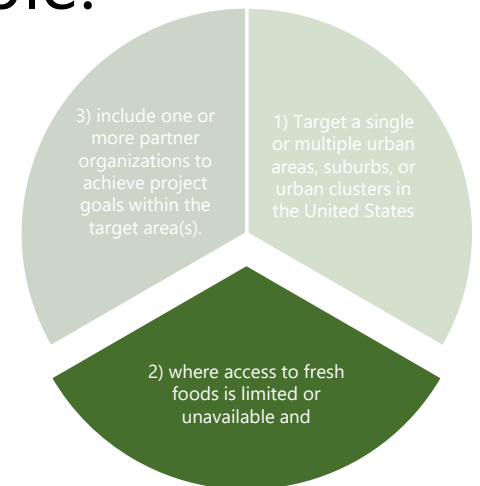 1) Target a single
or multiple urban
areas, suburbs, or
urban clusters in
the United States
2) where access to fresh
foods is limited or
unavailable and
3) include one or
more partner
organizations to
achieve project
goals within the
target area(s).